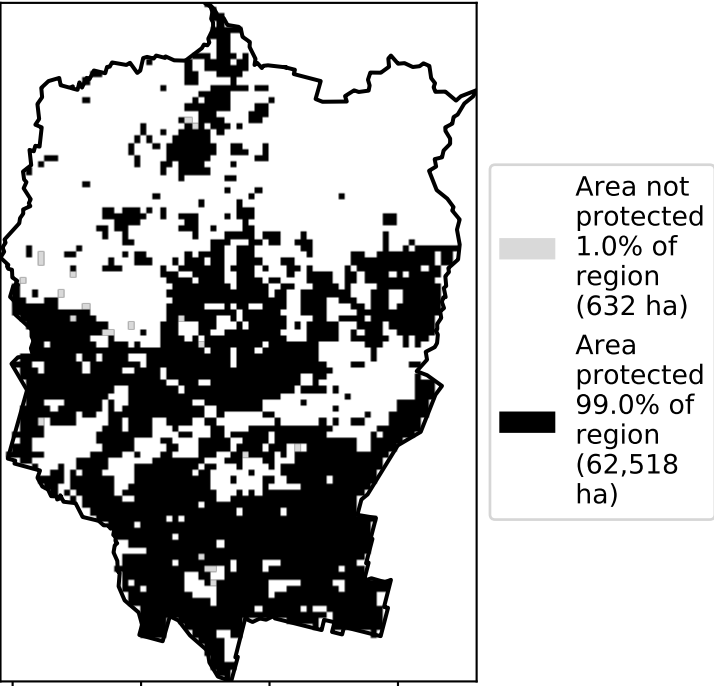 Area not
protected
1.0% of
region
(632 ha)
Area
protected
99.0% of
region
(62,518
ha)